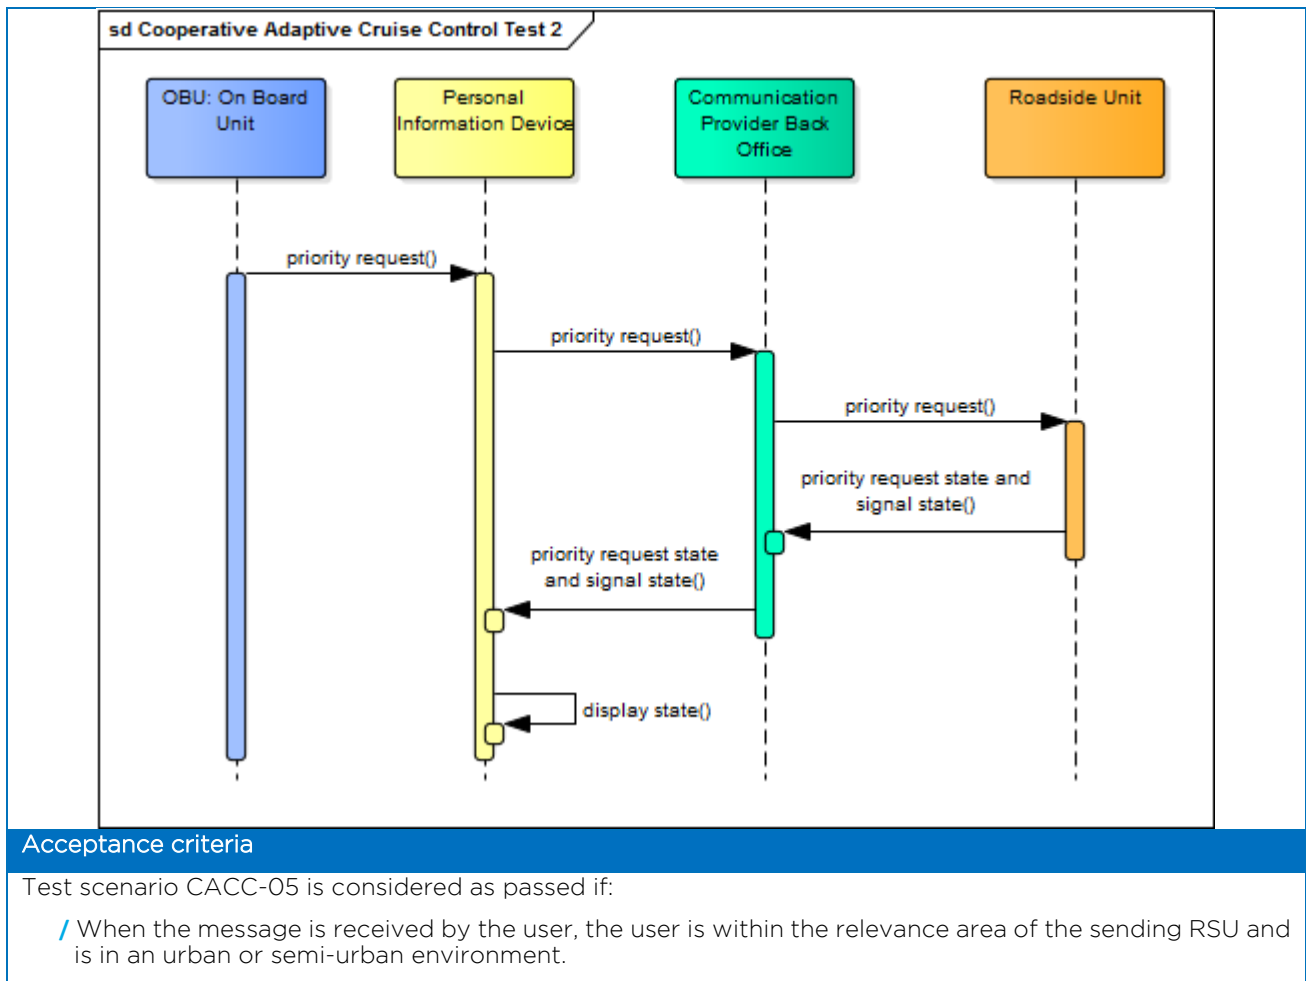 sd Cooperative Adaptive Cruise Control Test 2
OBU: On Board
Unit
Personal
Information Device
Communication
Provider Back
Office
Roadside Unit
priority request()
priority request()
priority request()
priority request state and
signal state()
priority request state
and signal state()
display state()
Acceptance criteria
Test scenario CACC-05 is considered as passed if:
/ When the message is received by the user, the user is within the relevance area of the sending RSU and
is in an urban or semi-urban environment.